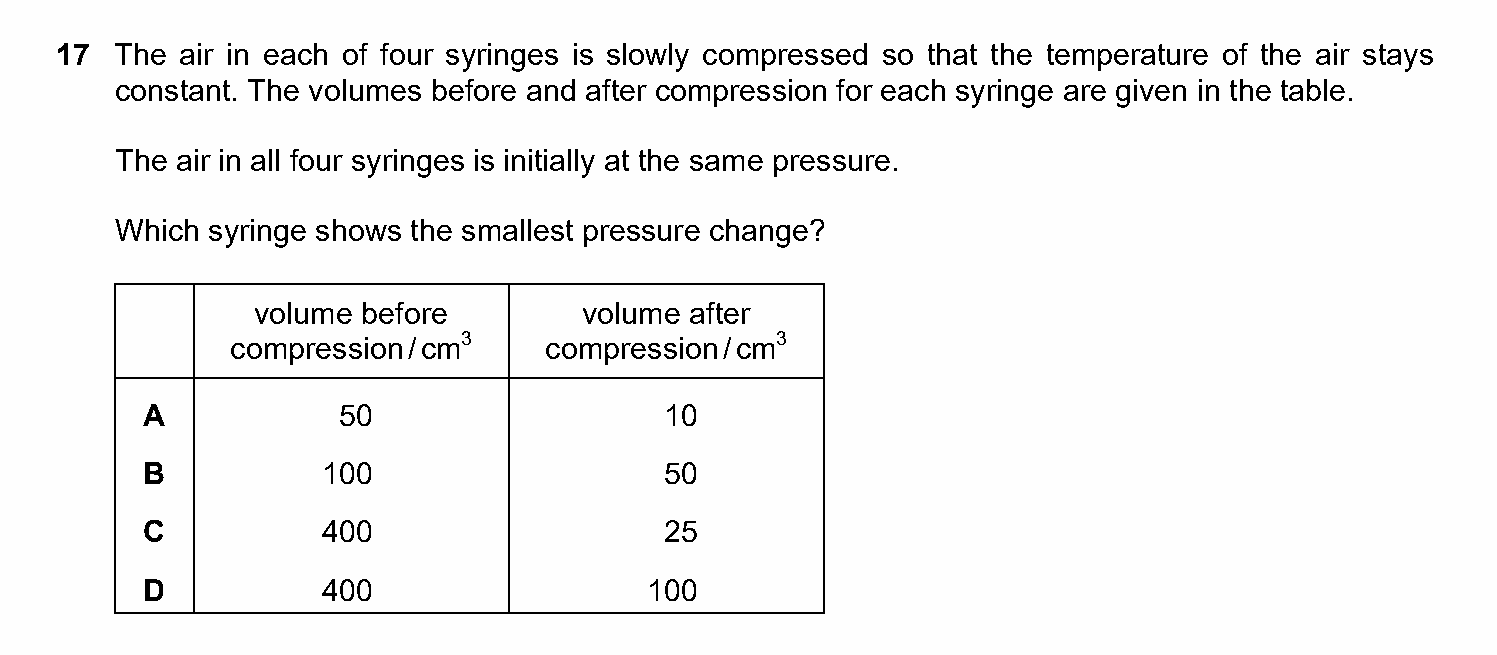 17 The air in each of four syringes is slowly compressed so that the temperature of the air stays
constant. The volumes before and after compression for each syringe are given in the table.
The air in all four syringes is initially at the same pressure.
Which syringe shows the smallest pressure change?
volume before volume after
compression / cm³ compression / cm³
A 50 10
B 100 50
C 400 25
D 400 100